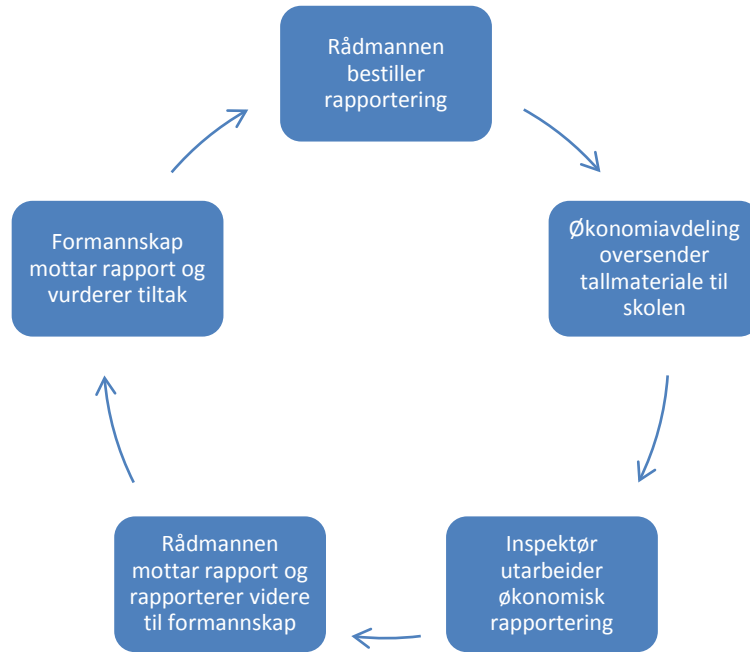 Rådmannen
bestiller
rapportering
Økonomiavdeling
oversender
tallmateriale til
skolen
Inspektør
utarbeider
økonomisk
rapportering
Rådmannen
mottar rapport og
rapporterer videre
til formannskap
Formannskap
mottar rapport og
vurderer tiltak